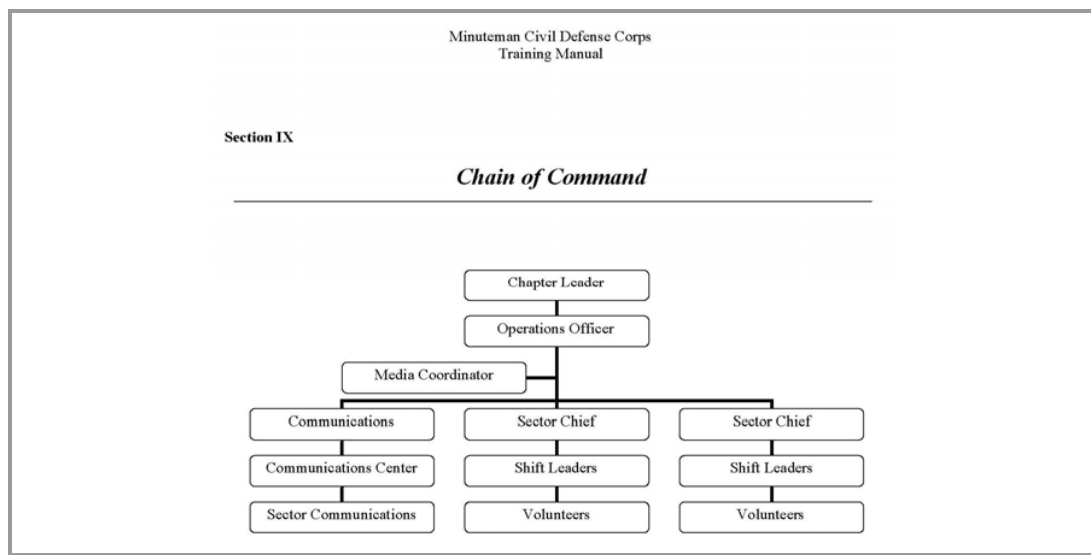 Minuteman Civil Defense Corps
Training Manual
Section IX
Chain of Command
Chapter Leader
Operations Officer
Media Coordinator
Communications
Sector Chief
Sector Chief
Communications Center
Shift Leaders
Shift Leaders
Sector Communications
Volunteers
Volunteers